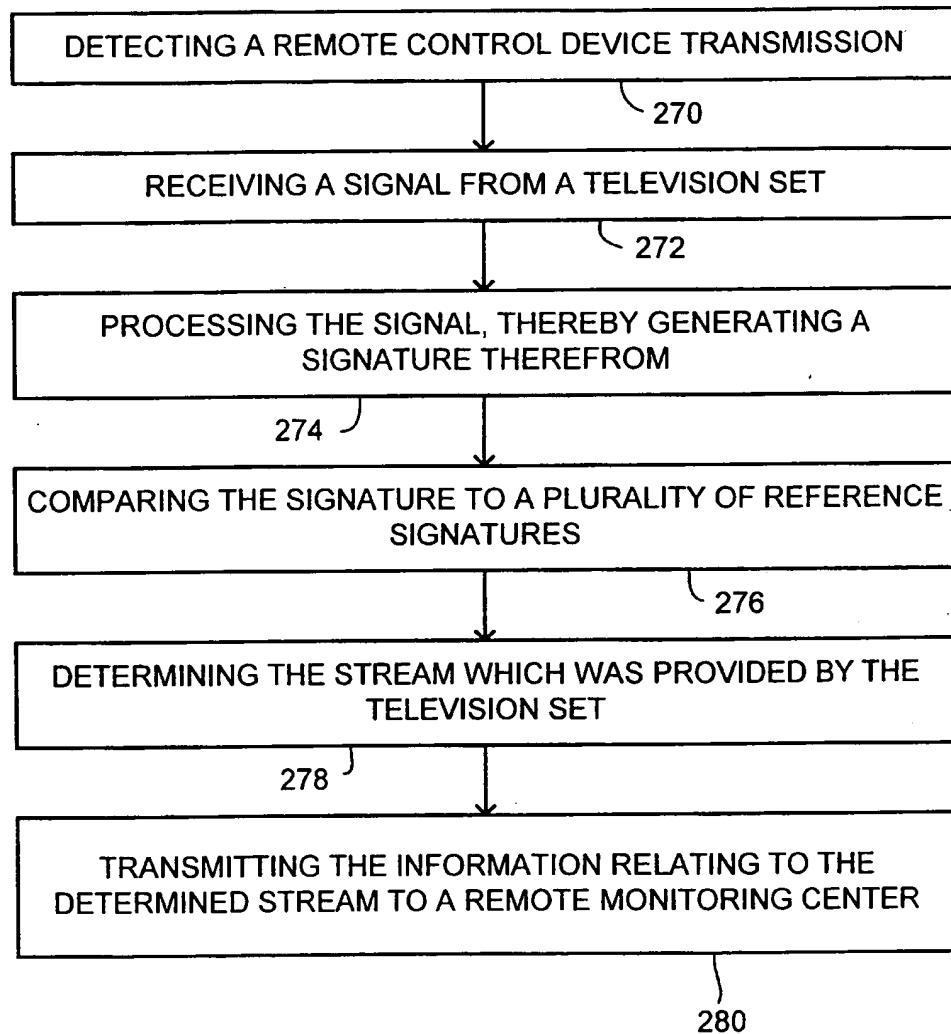 DETECTING A REMOTE CONTROL DEVICE TRANSMISSION
270
RECEIVING A SIGNAL FROM A TELEVISION SET
272
PROCESSING THE SIGNAL, THEREBY GENERATING A
SIGNATURE THEREFROM
274
COMPARING THE SIGNATURE TO A PLURALITY OF REFERENCE
SIGNATURES
276
DETERMINING THE STREAM WHICH WAS PROVIDED BY THE
TELEVISION SET
278
TRANSMITTING THE INFORMATION RELATING TO THE
DETERMINED STREAM TO A REMOTE MONITORING CENTER
280